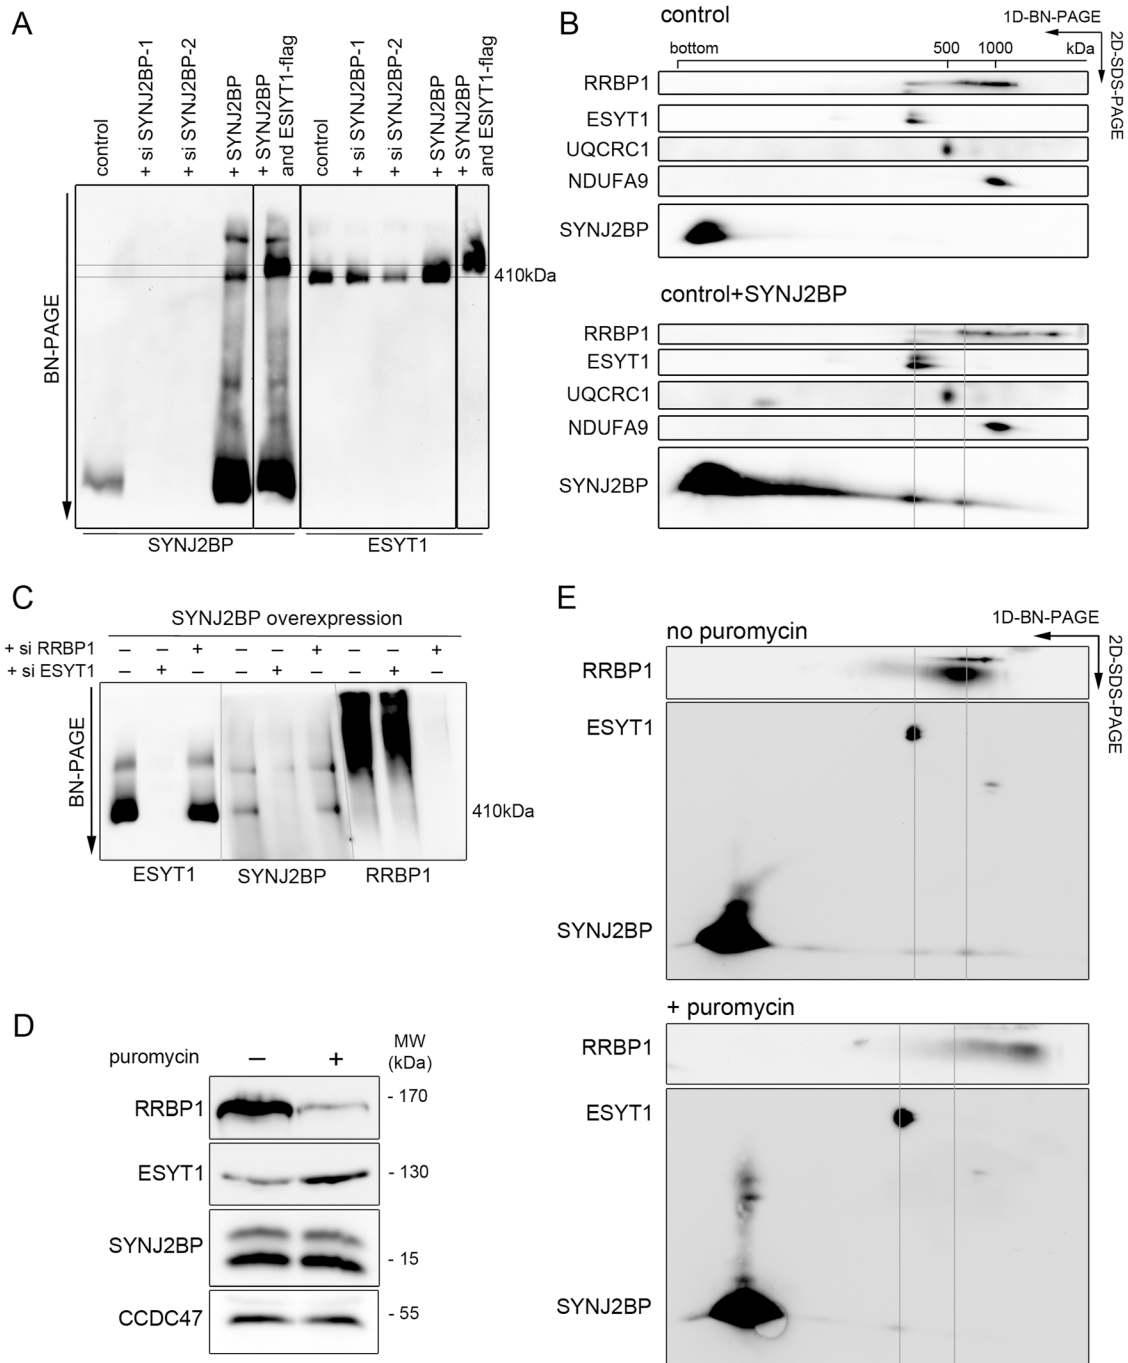 A
control
+ si SYNJ2BP-1
+ si SYNJ2BP-2
+ SYNJ2BP
+ SYNJ2BP
and ESIYT1-flag
control
+ si SYNJ2BP-1
+ si SYNJ2BP-2
+ SYNJ2BP
+ SYNJ2BP
and ESIYT1-flag
BN-PAGE
410kDa
SYNJ2BP
ESYT1
B
control
1D-BN-PAGE
2D-SDS-PAGE
bottom
500
1000
kDa
RRBP1
ESYT1
UQCRC1
NDUFA9
SYNJ2BP
control+SYNJ2BP
RRBP1
ESYT1
UQCRC1
NDUFA9
SYNJ2BP
C
SYNJ2BP overexpression
+ si RRBP1 – – + – – + – – +
+ si ESYT1 – + – – + – – + –
BN-PAGE
410kDa
ESYT1
SYNJ2BP
RRBP1
D
puromycin – +
MW
(kDa)
RRBP1
- 170
ESYT1
- 130
SYNJ2BP
- 15
CCDC47
- 55
E
no puromycin
1D-BN-PAGE
2D-SDS-PAGE
RRBP1
ESYT1
SYNJ2BP
+ puromycin
RRBP1
ESYT1
SYNJ2BP